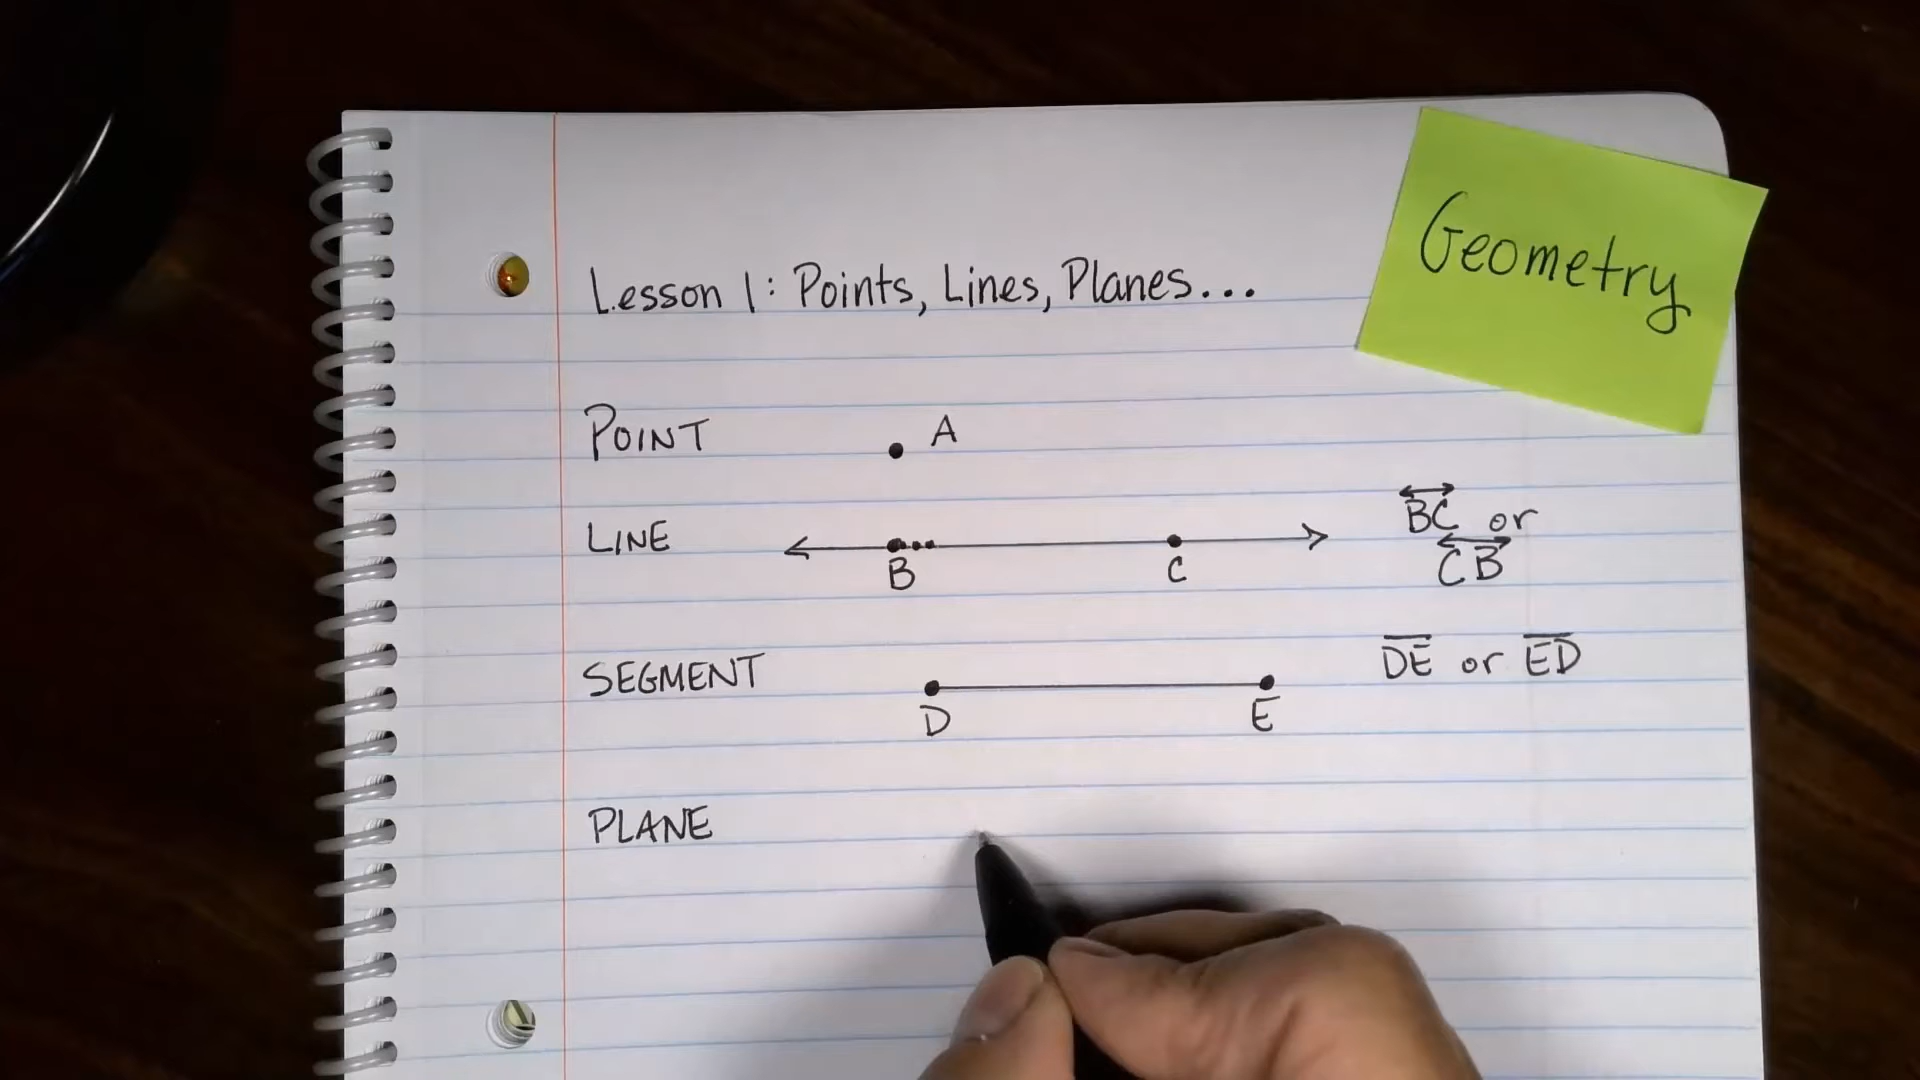 Geometry
Lesson 1: Points, Lines, Planes...
POINT A
LINE B C BC or
CB
SEGMENT D E DE or ED
PLANE